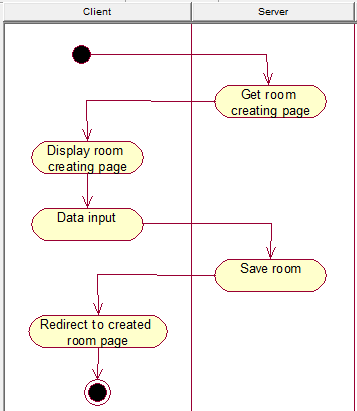 Client
Server
Get room
creating page
Display room
creating page
Data input
Save room
Redirect to created
room page